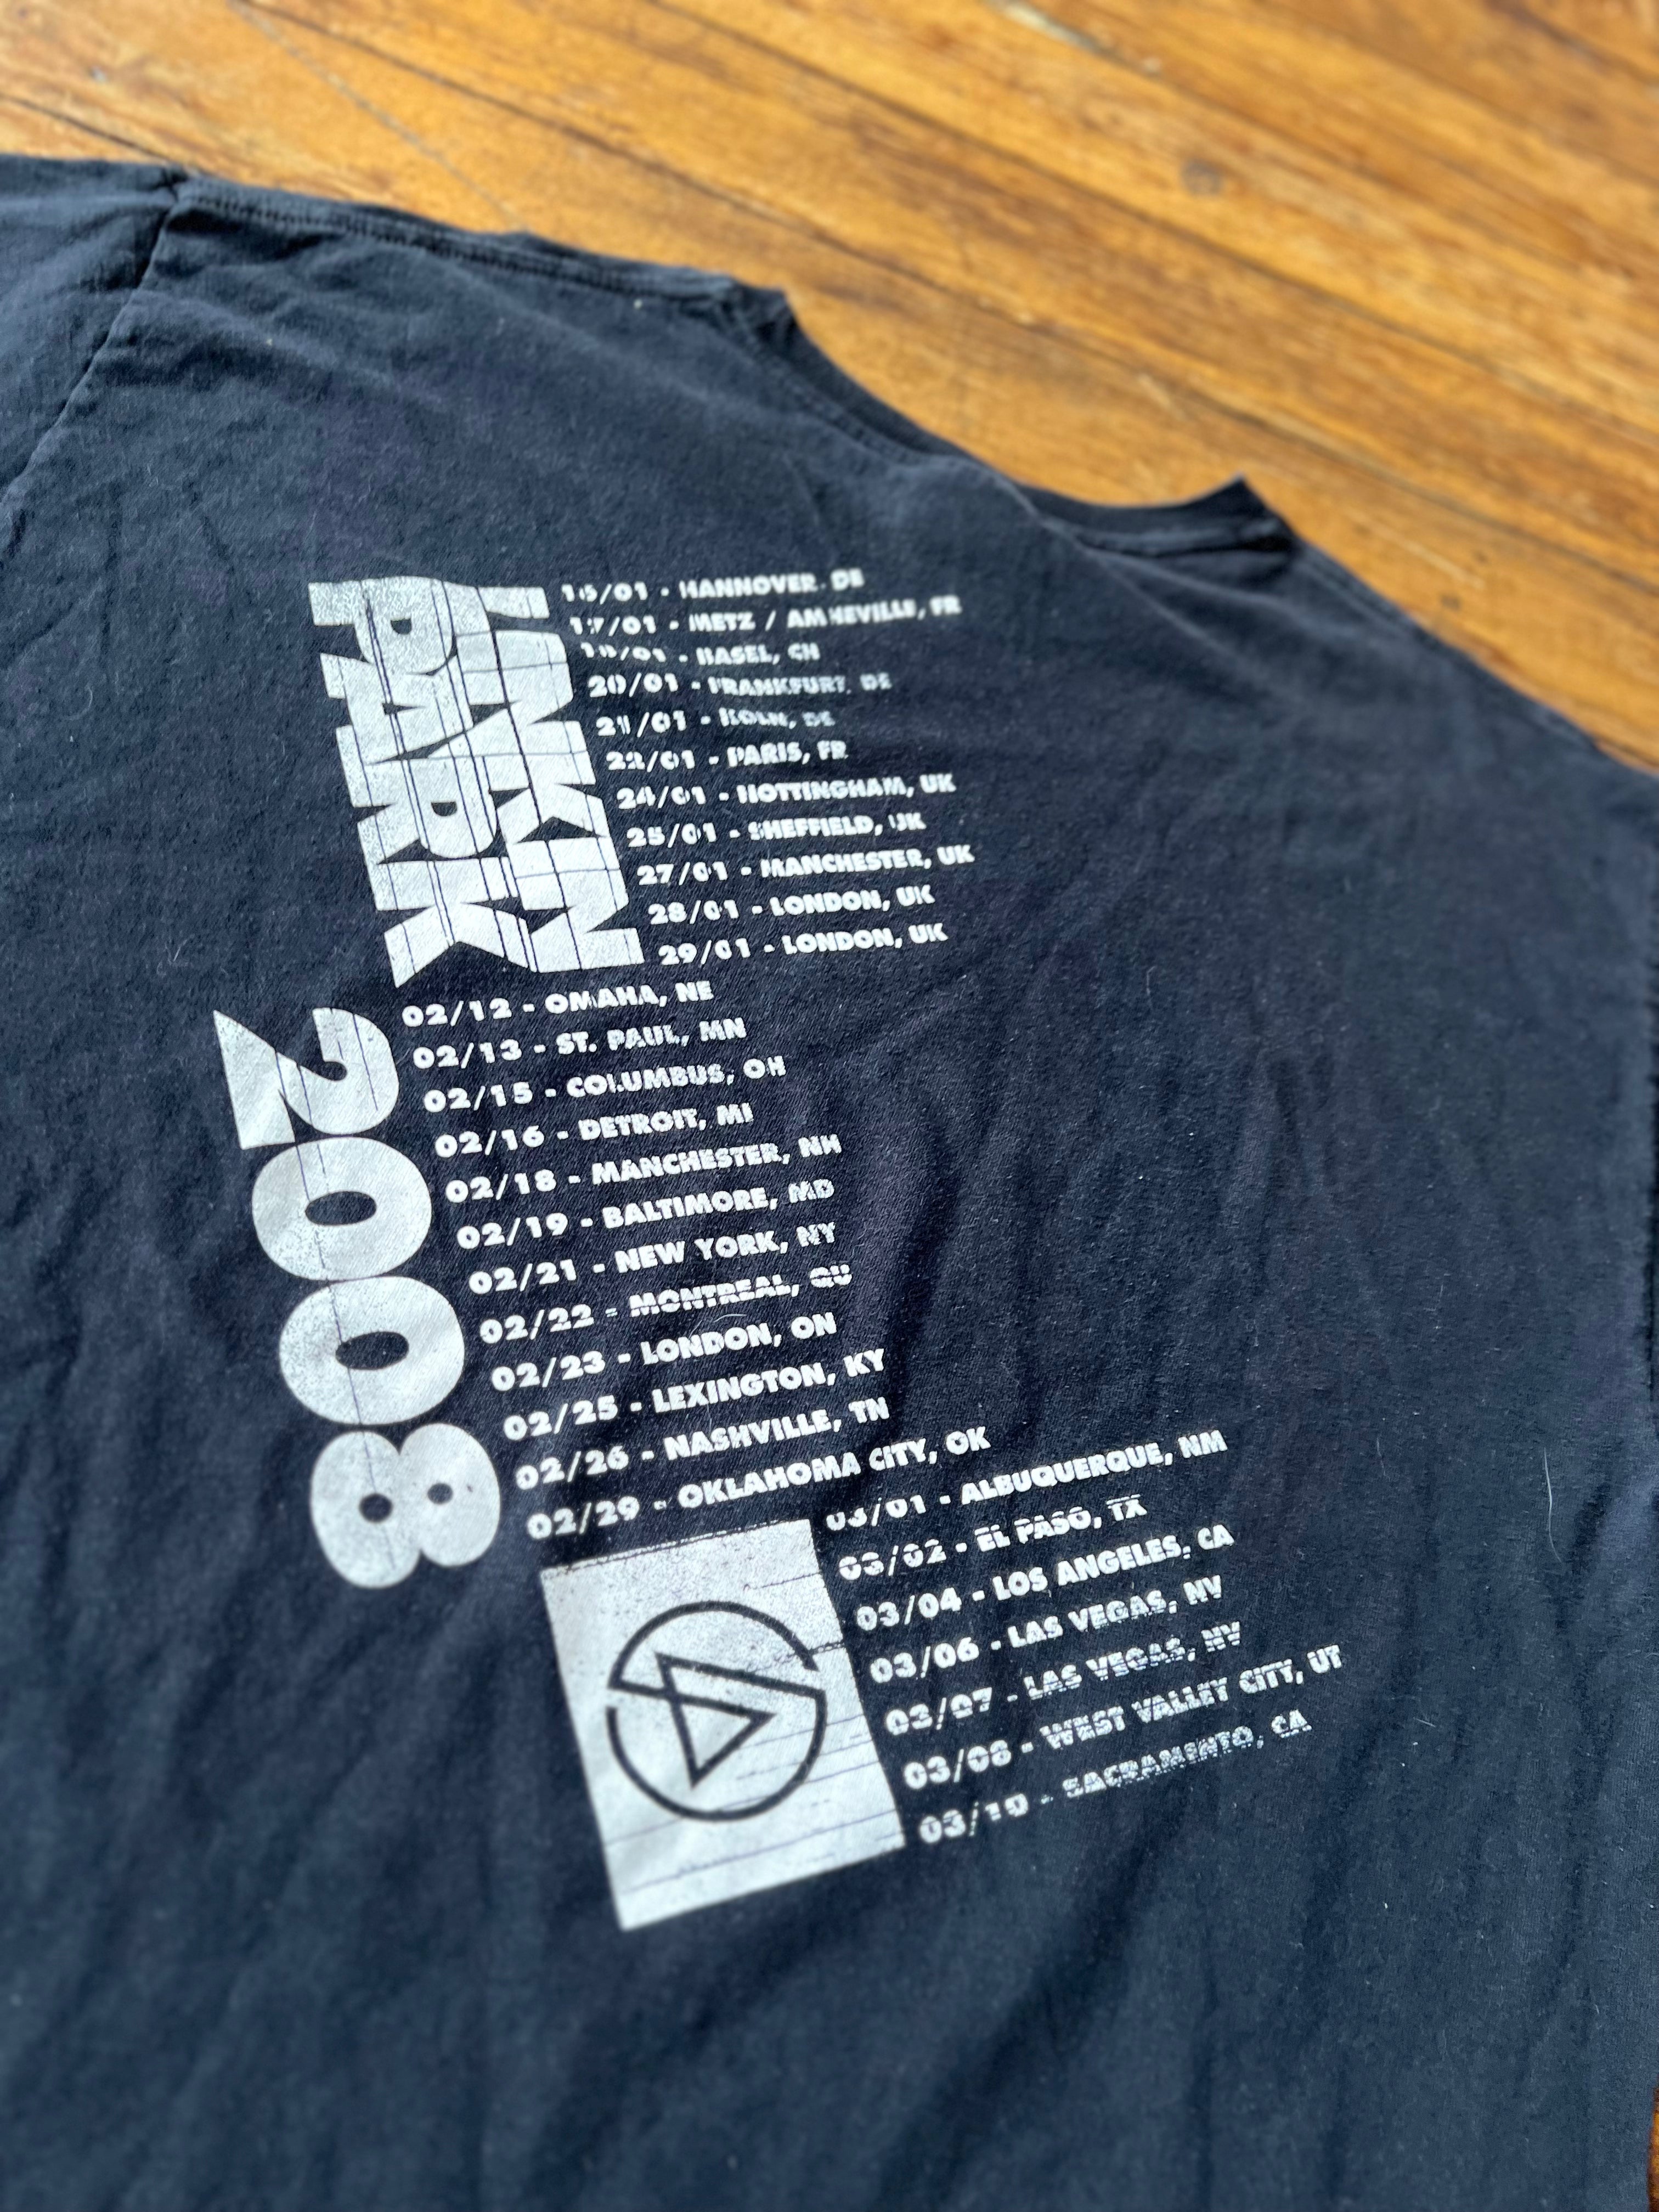 LINKIN
PARK
16/01 - HANNOVER, DE
17/01 - METZ / AMNEVILLE, FR
19/01 - BASEL, CH
20/01 - FRANKFURT, DE
21/01 - KOLN, DE
22/01 - PARIS, FR
24/01 - NOTTINGHAM, UK
25/01 - SHEFFIELD, UK
27/01 - MANCHESTER, UK
28/01 - LONDON, UK
29/01 - LONDON, UK
2008
02/12 - OMAHA, NE
02/13 - ST. PAUL, MN
02/15 - COLUMBUS, OH
02/16 - DETROIT, MI
02/18 - MANCHESTER, NH
02/19 - BALTIMORE, MD
02/21 - NEW YORK, NY
02/22 - MONTREAL, QU
02/23 - LONDON, ON
02/25 - LEXINGTON, KY
02/26 - NASHVILLE, TN
02/29 - OKLAHOMA CITY, OK
03/01 - ALBUQUERQUE, NM
03/02 - EL PASO, TX
03/04 - LOS ANGELES, CA
03/06 - LAS VEGAS, NV
03/07 - LAS VEGAS, NV
03/08 - WEST VALLEY CITY, UT
03/10 - SACRAMENTO, CA